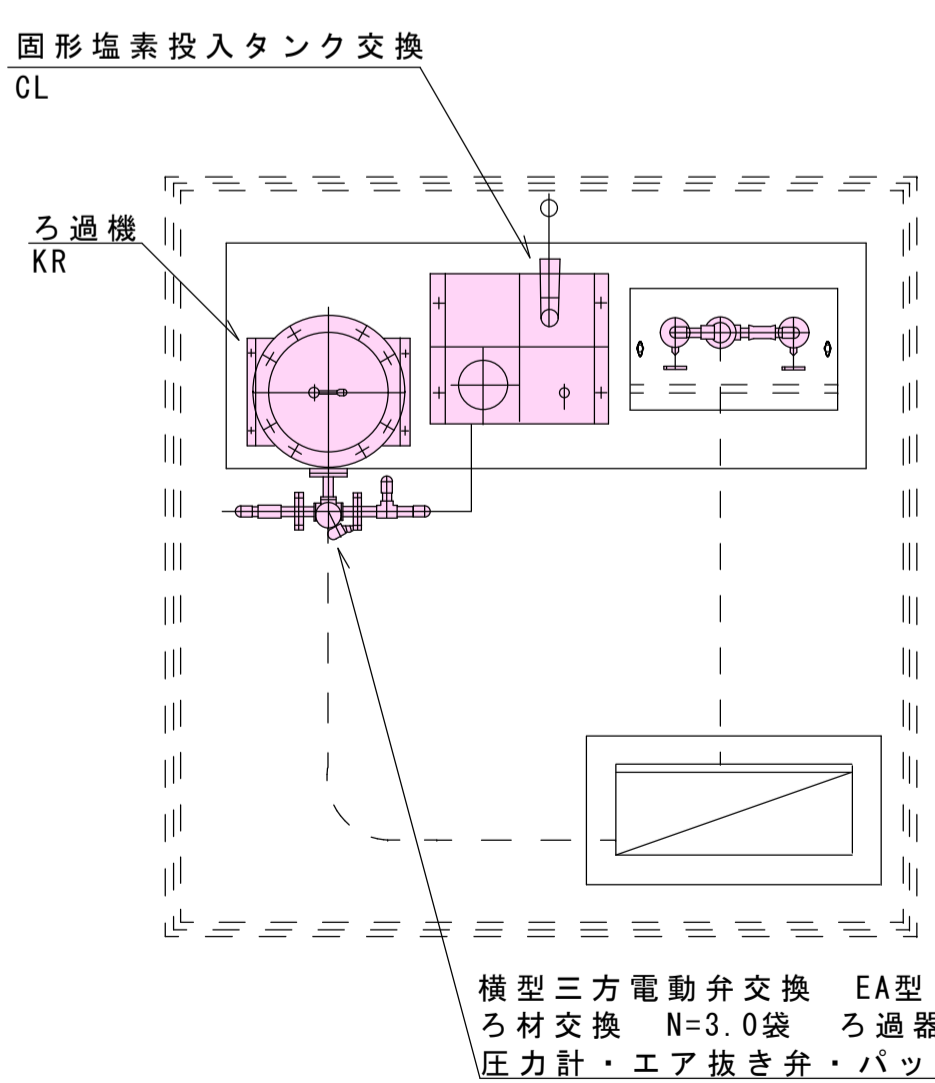 固形塩素投入タンク交換
CL
ろ過機
KR
横型三方電動弁交換　EA型
ろ材交換　N=3.0袋　ろ過器
圧力計・エア抜き弁・パッ